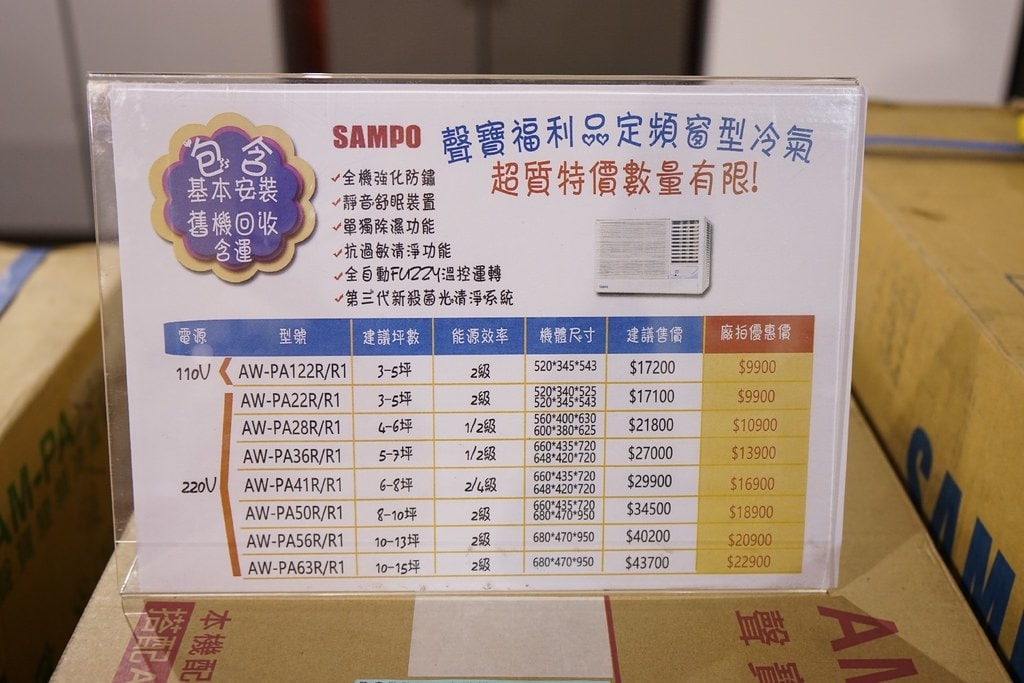 包含
基本安裝
舊機回收
含運
SAMPO 聲寶福利品定頻窗型冷氣
超質特價數量有限!
✓全機強化防鏽
✓靜音舒眠裝置
✓單獨除濕功能
✓抗過敏清淨功能
✓全自動FUZZY溫控運轉
✓第三代新殺菌光清淨系統
電源 型號 建議坪數 能源效率 機體尺寸 建議售價 廠拍優惠價
110V AW-PA122R/R1 3-5坪 2級 520*345*543 $17200 $9900
AW-PA22R/R1 3-5坪 2級 520*340*525 520*345*543 $17100 $9900
AW-PA28R/R1 4-6坪 1/2級 560*400*630 600*380*625 $21800 $10900
AW-PA36R/R1 5-7坪 1/2級 660*435*720 648*420*720 $27000 $13900
220V AW-PA41R/R1 6-8坪 2/4級 660*435*720 648*420*720 $29900 $16900
AW-PA50R/R1 8-10坪 2級 660*435*720 680*470*950 $34500 $18900
AW-PA56R/R1 10-13坪 2級 680*470*950 $40200 $20900
AW-PA63R/R1 10-15坪 2級 680*470*950 $43700 $22900
AM-PA
SAM
本機配
搭配A
聲寶
AM